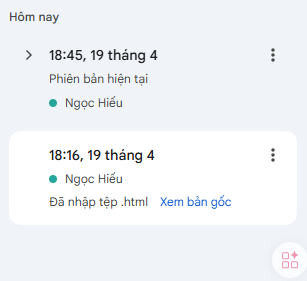 Hôm nay
18:45, 19 tháng 4
Phiên bản hiện tại
Ngọc Hiếu
18:16, 19 tháng 4
Ngọc Hiếu
Đã nhập tệp .html Xem bản gốc